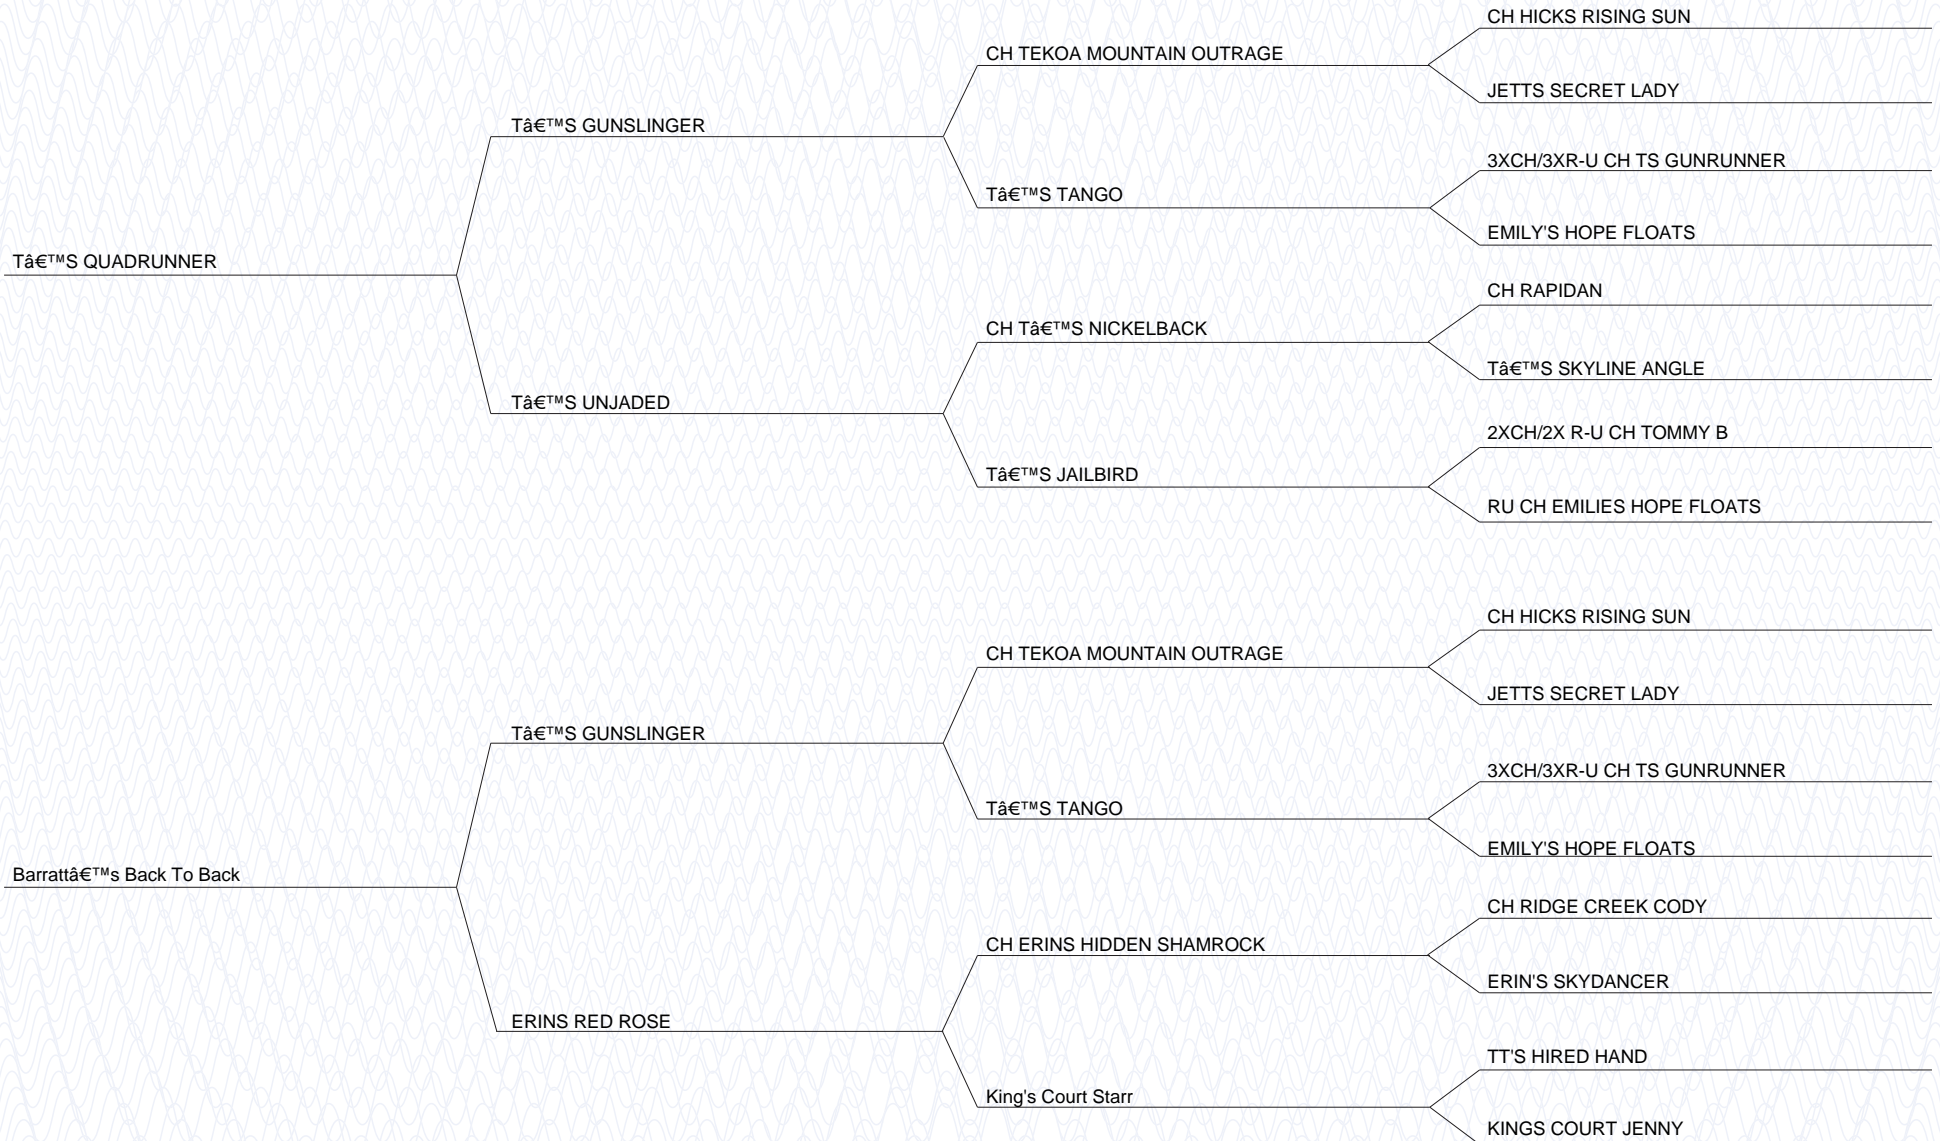 CH HICKS RISING SUN
CH TEKOA MOUNTAIN OUTRAGE
JETTS SECRET LADY
Tâ€™S GUNSLINGER
3XCH/3XR-U CH TS GUNRUNNER
Tâ€™S TANGO
EMILY'S HOPE FLOATS
Tâ€™S QUADRUNNER
CH RAPIDAN
CH Tâ€™S NICKELBACK
Tâ€™S SKYLINE ANGLE
Tâ€™S UNJADED
2XCH/2X R-U CH TOMMY B
Tâ€™S JAILBIRD
RU CH EMILIES HOPE FLOATS
CH HICKS RISING SUN
CH TEKOA MOUNTAIN OUTRAGE
JETTS SECRET LADY
Tâ€™S GUNSLINGER
3XCH/3XR-U CH TS GUNRUNNER
Tâ€™S TANGO
EMILY'S HOPE FLOATS
Barrattâ€™s Back To Back
CH RIDGE CREEK CODY
CH ERINS HIDDEN SHAMROCK
ERIN'S SKYDANCER
ERINS RED ROSE
TT'S HIRED HAND
King's Court Starr
KINGS COURT JENNY